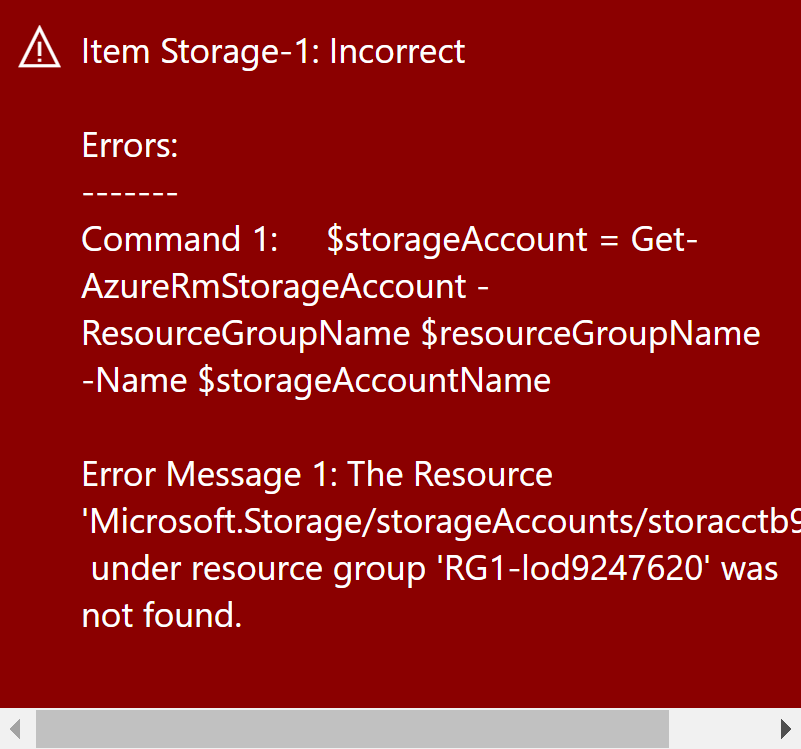 Item Storage-1: Incorrect
Errors:
-------
Command 1: $storageAccount = Get-
AzureRmStorageAccount -
ResourceGroupName $resourceGroupName
-Name $storageAccountName
Error Message 1: The Resource
'Microsoft.Storage/storageAccounts/storacctb9
under resource group 'RG1-lod9247620' was
not found.